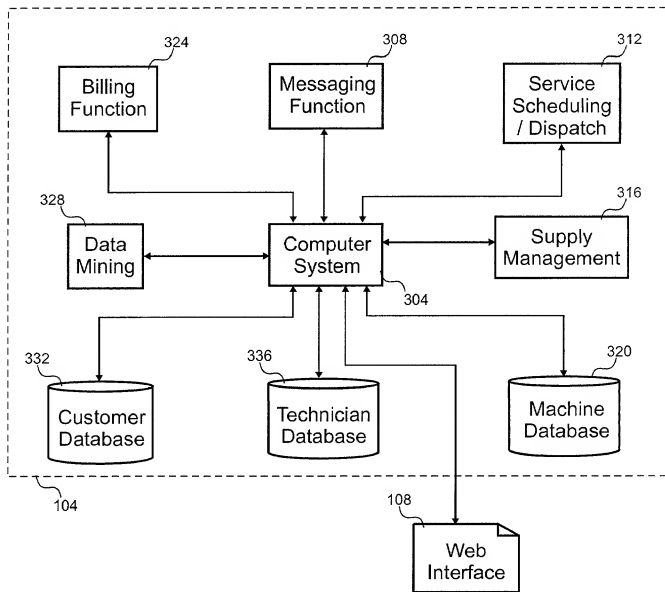 324
308
312
Billing
Function
Messaging
Function
Service
Scheduling
/ Dispatch
328
316
Data
Mining
Computer
System
Supply
Management
304
332
336
320
Customer
Database
Technician
Database
Machine
Database
104
108
Web
Interface